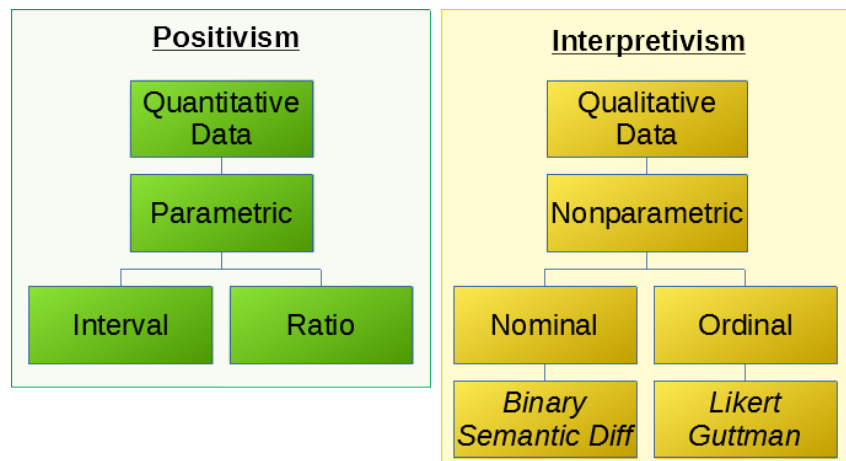 Positivism
Quantitative
Data
Parametric
Interval
Ratio
Interpretivism
Qualitative
Data
Nonparametric
Nominal
Ordinal
Binary
Semantic Diff
Likert
Guttman